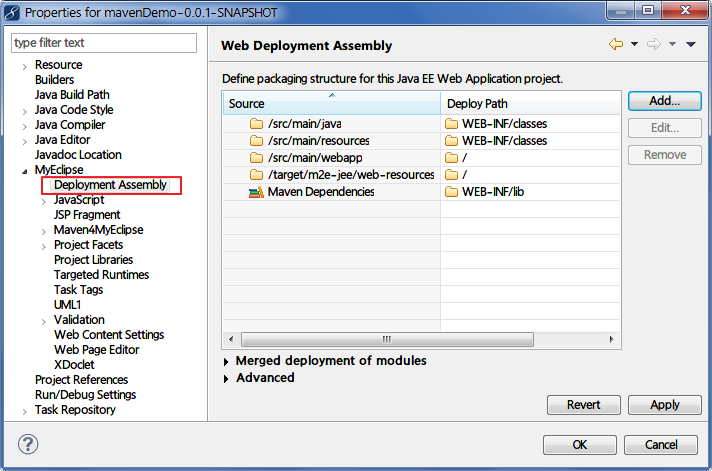 Properties for mavenDemo-0.0.1-SNAPSHOT
type filter text
Resource
Builders
Java Build Path
Java Code Style
Java Compiler
Java Editor
Javadoc Location
MyEclipse
Deployment Assembly
JavaScript
JSP Fragment
Maven4MyEclipse
Project Facets
Project Libraries
Targeted Runtimes
Task Tags
UML1
Validation
Web Content Settings
Web Page Editor
XDoclet
Project References
Run/Debug Settings
Task Repository
Web Deployment Assembly
Define packaging structure for this Java EE Web Application project.
Source Deploy Path
/src/main/java WEB-INF/classes
/src/main/resources WEB-INF/classes
/src/main/webapp /
/target/m2e-jee/web-resources /
Maven Dependencies WEB-INF/lib
Add...
Edit...
Remove
Merged deployment of modules
Advanced
Revert Apply
? OK Cancel